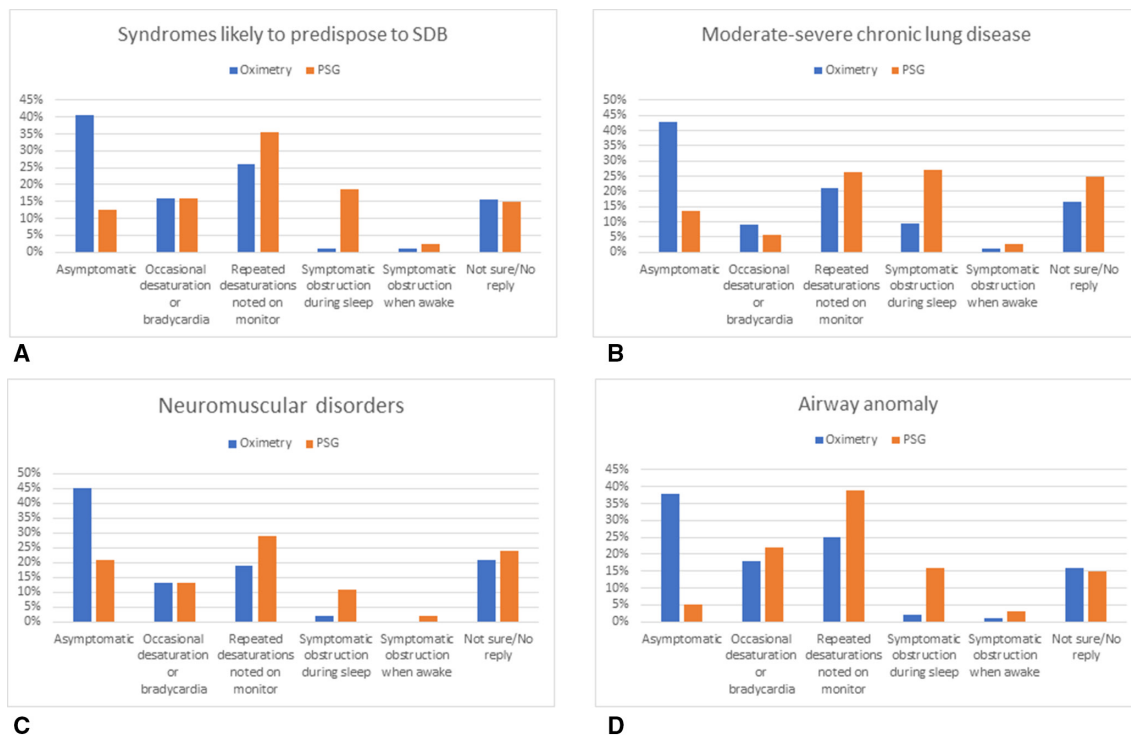 Syndromes likely to predispose to SDB
Oximetry PSG
45%
40%
35%
30%
25%
20%
15%
10%
5%
0%
Asymptomatic Occasional Repeated Symptomatic Symptomatic Not sure/No
desaturation desaturations obstruction obstruction reply
or noted on during sleep when awake
bradycardia monitor
A
Moderate-severe chronic lung disease
Oximetry PSG
50%
45%
40%
35%
30%
25%
20%
15%
10%
5%
0%
Asymptomatic Occasional Repeated Symptomatic Symptomatic Not sure/No
desaturation desaturations obstruction obstruction reply
or noted on during sleep when awake
bradycardia monitor
B
Neuromuscular disorders
Oximetry PSG
50%
45%
40%
35%
30%
25%
20%
15%
10%
5%
0%
Asymptomatic Occasional Repeated Symptomatic Symptomatic Not sure/No
desaturation desaturations obstruction obstruction reply
or noted on during sleep when awake
bradycardia monitor
C
Airway anomaly
Oximetry PSG
45%
40%
35%
30%
25%
20%
15%
10%
5%
0%
Asymptomatic Occasional Repeated Symptomatic Symptomatic Not sure/No
desaturation desaturations obstruction obstruction reply
or noted on during sleep when awake
bradycardia monitor
D